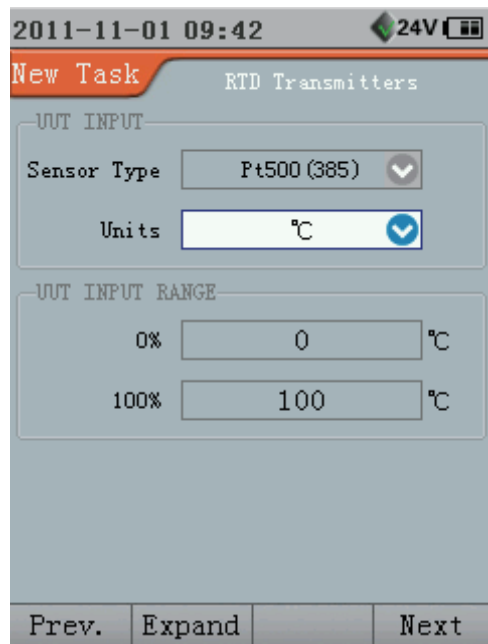 2011-11-01 09:42 24V
New Task RTD Transmitters
UUT INPUT
Sensor Type Pt500(385)
Units ℃
UUT INPUT RANGE
0% 0 ℃
100% 100 ℃
Prev. Expand Next